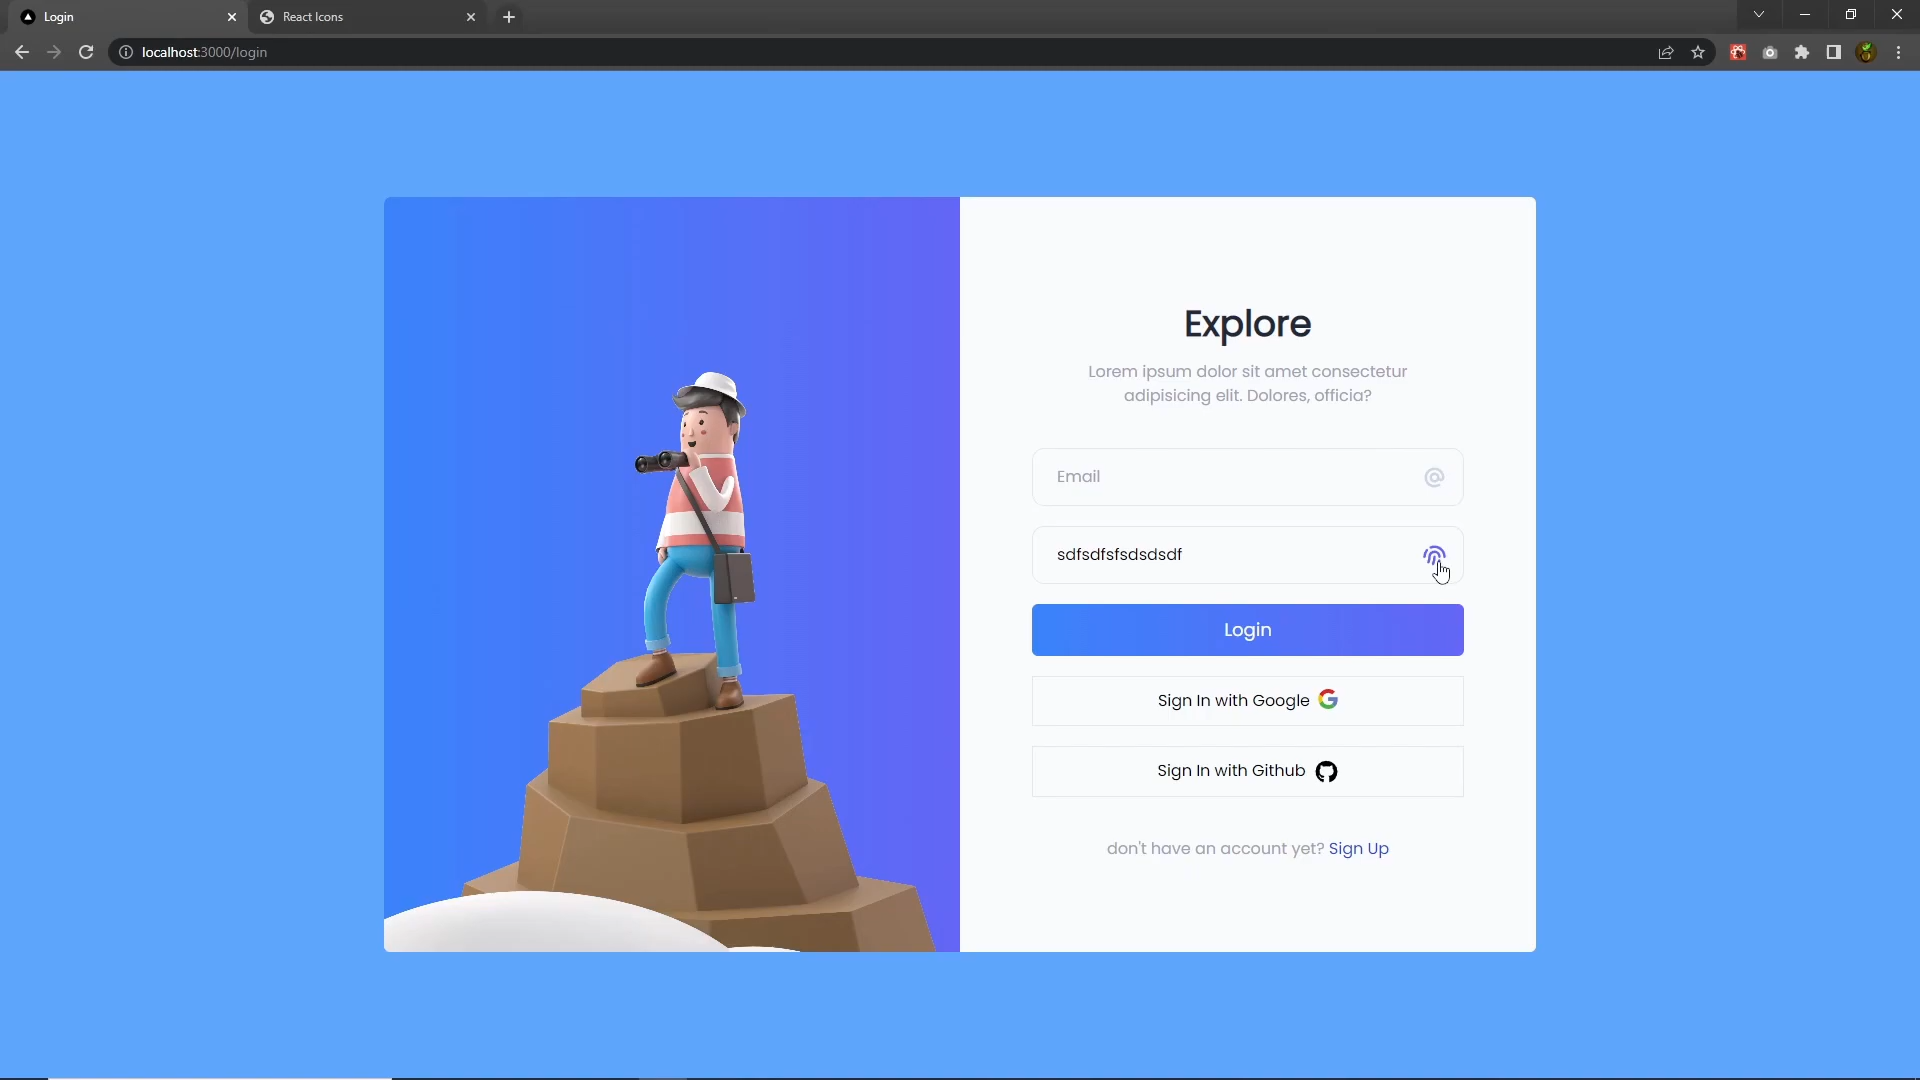 Login
React Icons
localhost:3000/login
Explore
Lorem ipsum dolor sit amet consectetur
adipisicing elit. Dolores, officia?
Email
sdfsdfsfsdsdsdf
Login
Sign In with Google
Sign In with Github
don't have an account yet? Sign Up